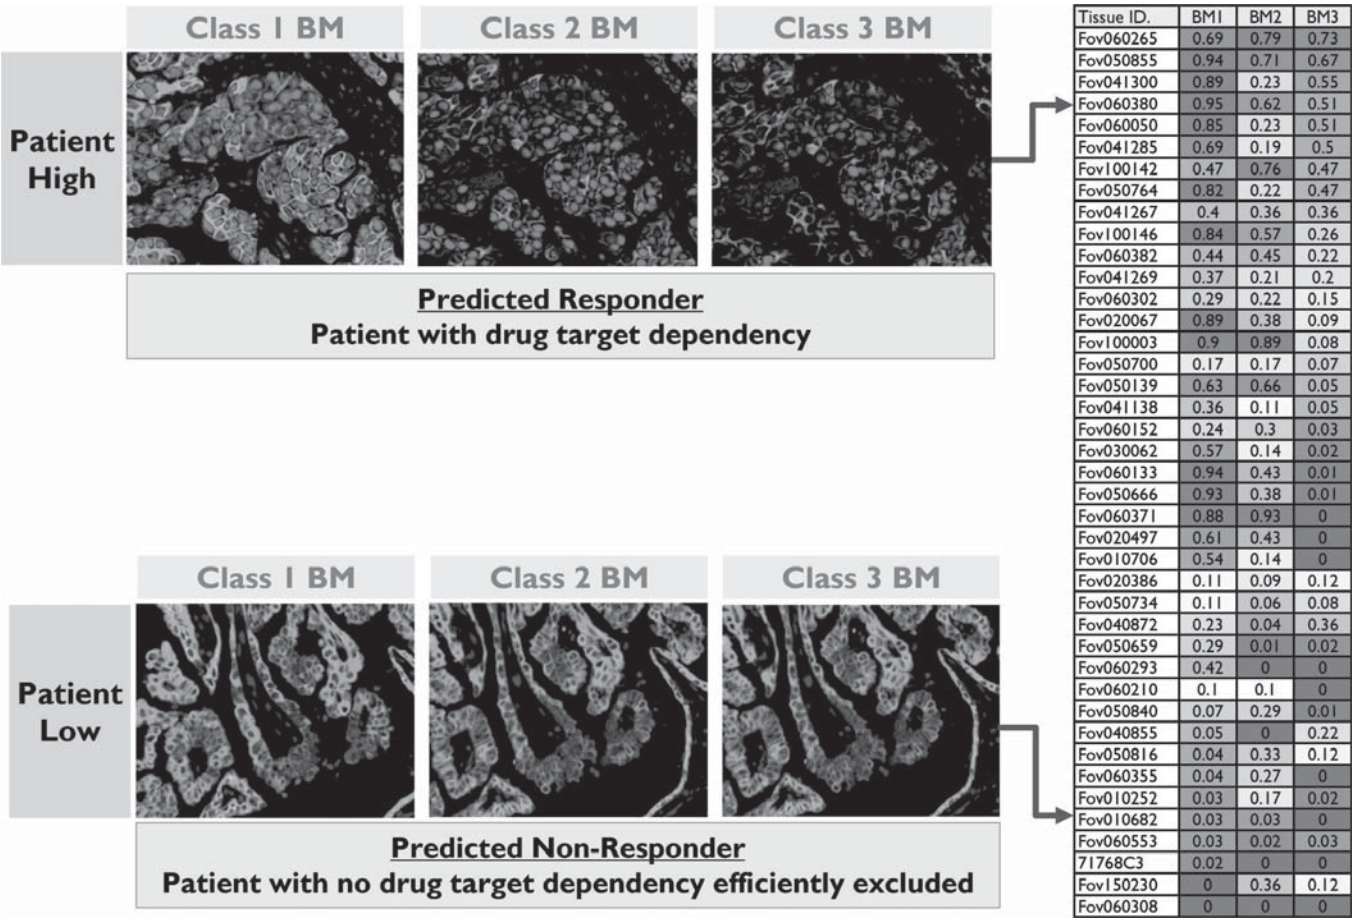 Class 1 BM
Class 2 BM
Class 3 BM
Patient
High
Predicted Responder
Patient with drug target dependency
Class 1 BM
Class 2 BM
Class 3 BM
Patient
Low
Predicted Non-Responder
Patient with no drug target dependency efficiently excluded
Tissue ID. BM1 BM2 BM3
Fov060265 0.69 0.79 0.73
Fov050855 0.94 0.71 0.67
Fov041300 0.89 0.23 0.55
Fov060380 0.95 0.62 0.51
Fov060050 0.85 0.23 0.51
Fov041285 0.69 0.19 0.5
Fov100142 0.47 0.76 0.47
Fov050764 0.82 0.22 0.47
Fov041267 0.4 0.36 0.36
Fov100146 0.84 0.57 0.26
Fov060382 0.44 0.45 0.22
Fov041269 0.37 0.21 0.2
Fov060302 0.29 0.22 0.15
Fov020067 0.89 0.38 0.09
Fov100003 0.9 0.89 0.08
Fov050700 0.17 0.17 0.07
Fov050139 0.63 0.66 0.05
Fov041138 0.36 0.11 0.05
Fov060152 0.24 0.3 0.03
Fov030062 0.57 0.14 0.02
Fov060133 0.94 0.43 0.01
Fov050666 0.93 0.38 0.01
Fov060371 0.88 0.93 0
Fov020497 0.61 0.43 0
Fov010706 0.54 0.14 0
Fov020386 0.11 0.09 0.12
Fov050734 0.11 0.06 0.08
Fov040872 0.23 0.04 0.36
Fov050659 0.29 0.01 0.02
Fov060293 0.42 0 0
Fov060210 0.1 0.1 0
Fov050840 0.07 0.29 0.01
Fov040855 0.05 0 0.22
Fov050816 0.04 0.33 0.12
Fov060355 0.04 0.27 0
Fov010252 0.03 0.17 0.02
Fov010682 0.03 0.03 0
Fov060553 0.03 0.02 0.03
71768C3 0.02 0 0
Fov150230 0 0.36 0.12
Fov060308 0 0 0